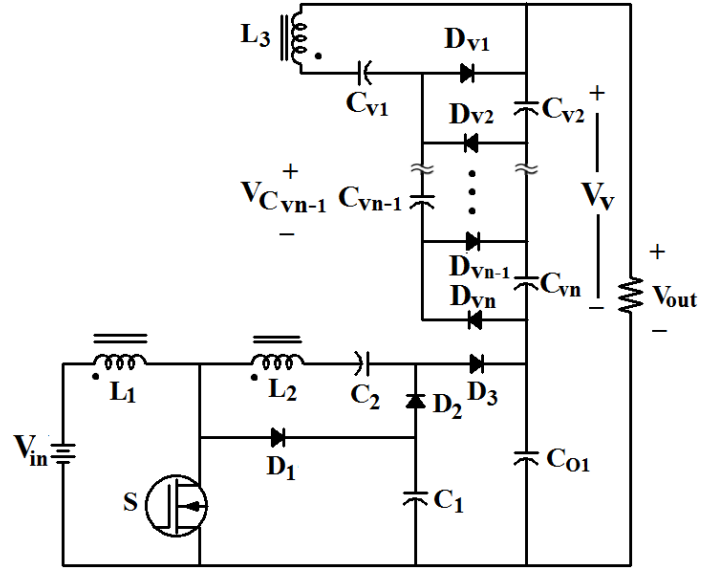 L3
Dv1
Cv1
Cv2
+
Dv2
+
VCvn-1
Cvn-1
Vv
−
Dvn-1
+
Dvn
Cvn
−
Vout
−
L1
L2
C2
D3
D2
Vin
D1
CO1
S
C1